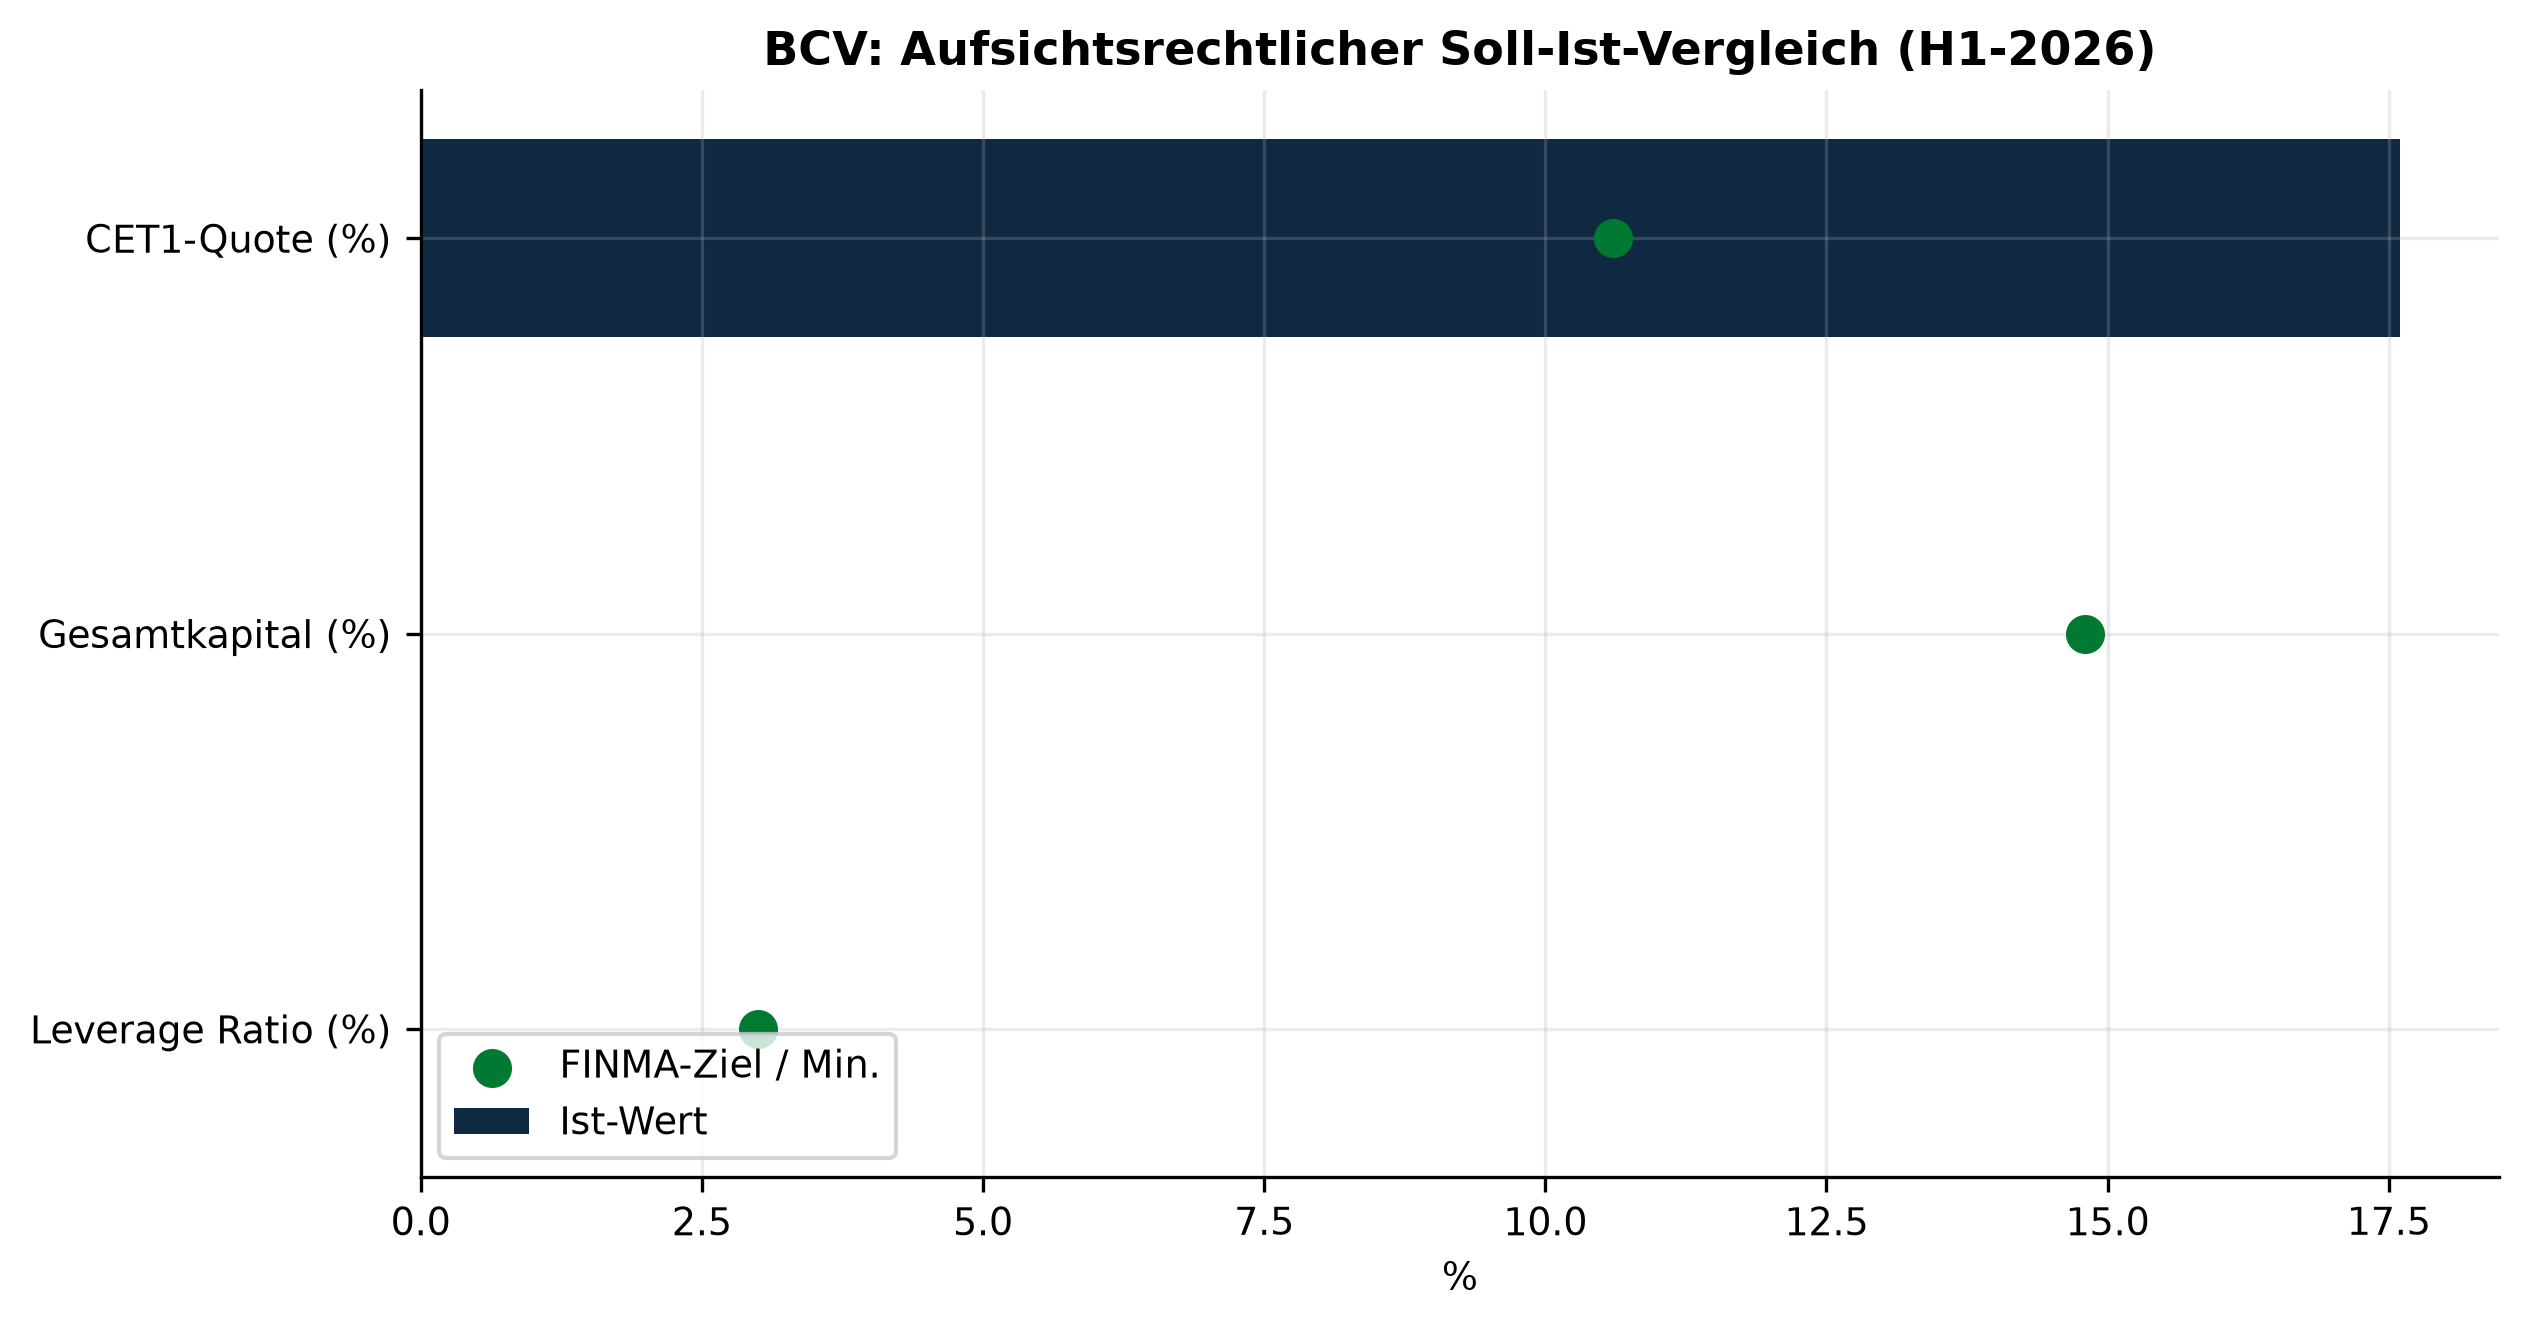 BCV: Aufsichtsrechtlicher Soll-Ist-Vergleich (H1-2026)
CET1-Quote (%)
Gesamtkapital (%)
Leverage Ratio (%)
FINMA-Ziel / Min.
Ist-Wert
0.0 2.5 5.0 7.5 10.0 12.5 15.0 17.5
%